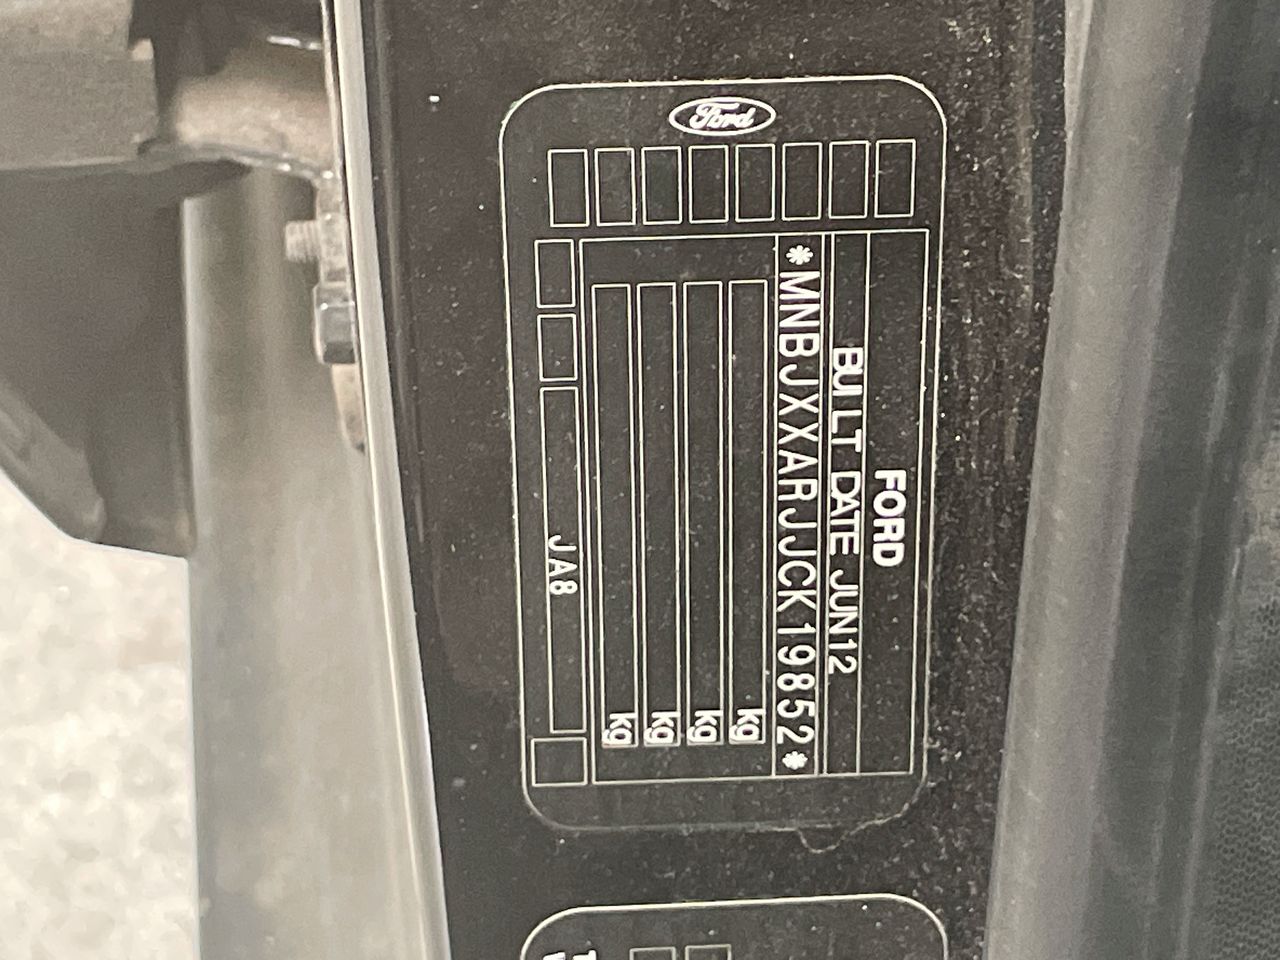 Ford
FORD
BUILT DATE JUN12
*MNBJXXARJJCK19852*
kg
kg
kg
kg
JA8